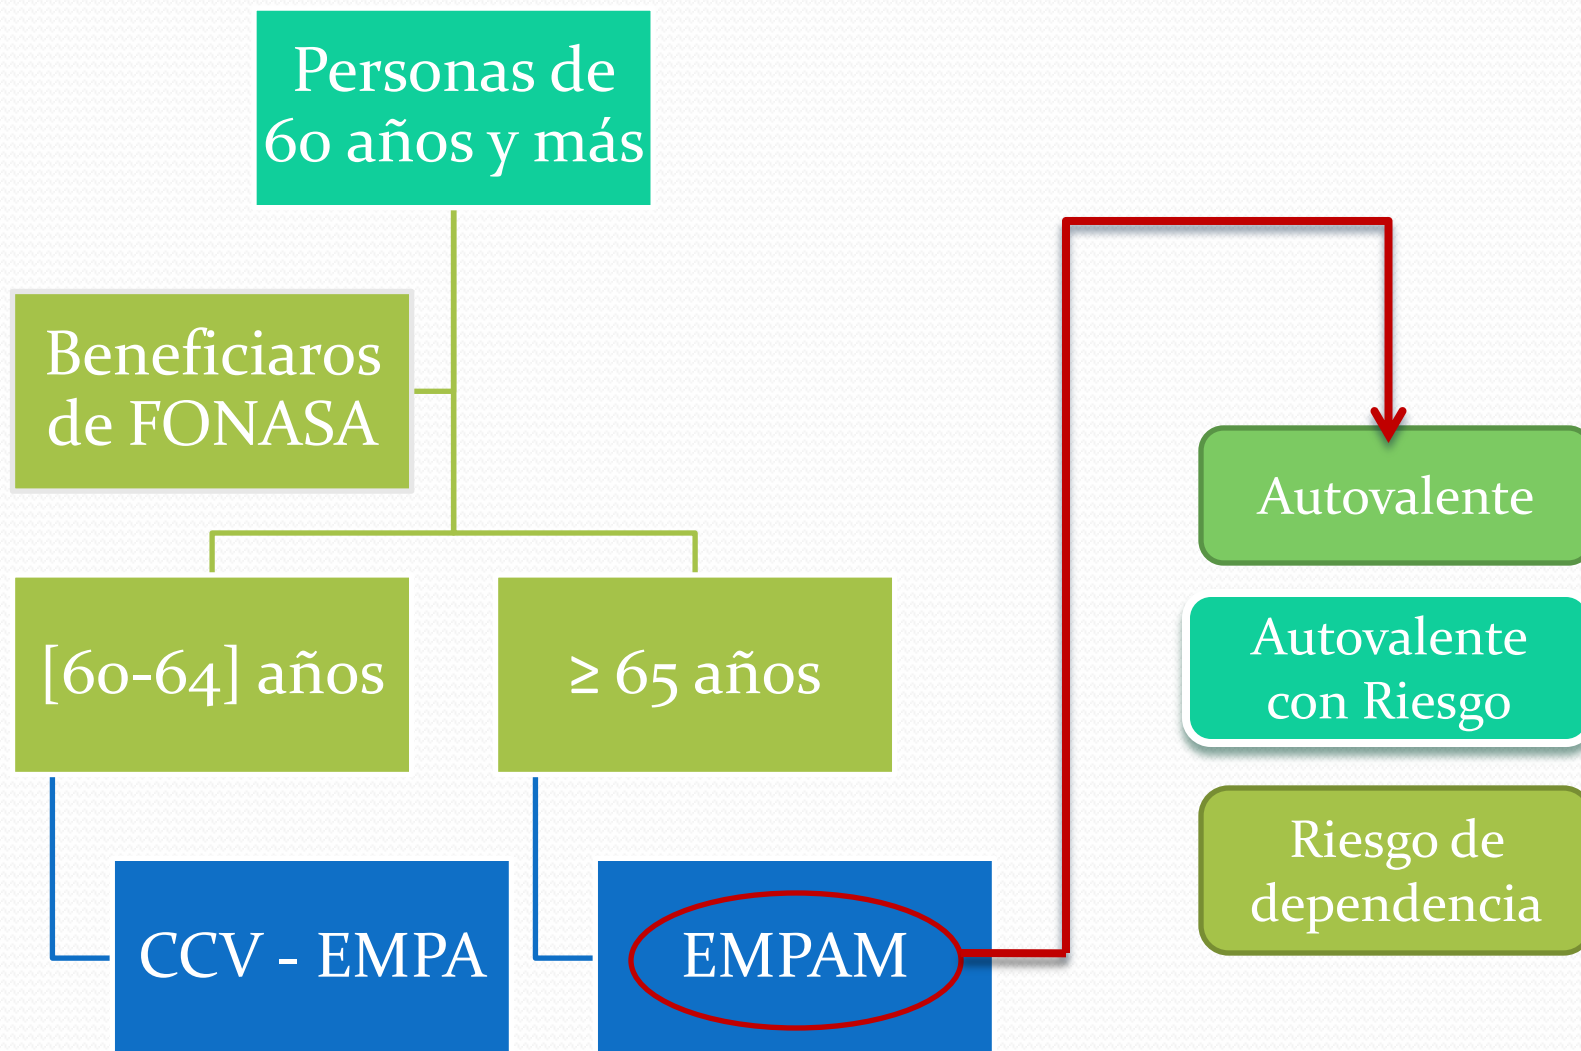 Personas de
60 años y más
Beneficiaros
de FONASA
[60-64] años
≥ 65 años
CCV - EMPA
EMPAM
Autovalente
Autovalente
con Riesgo
Riesgo de
dependencia